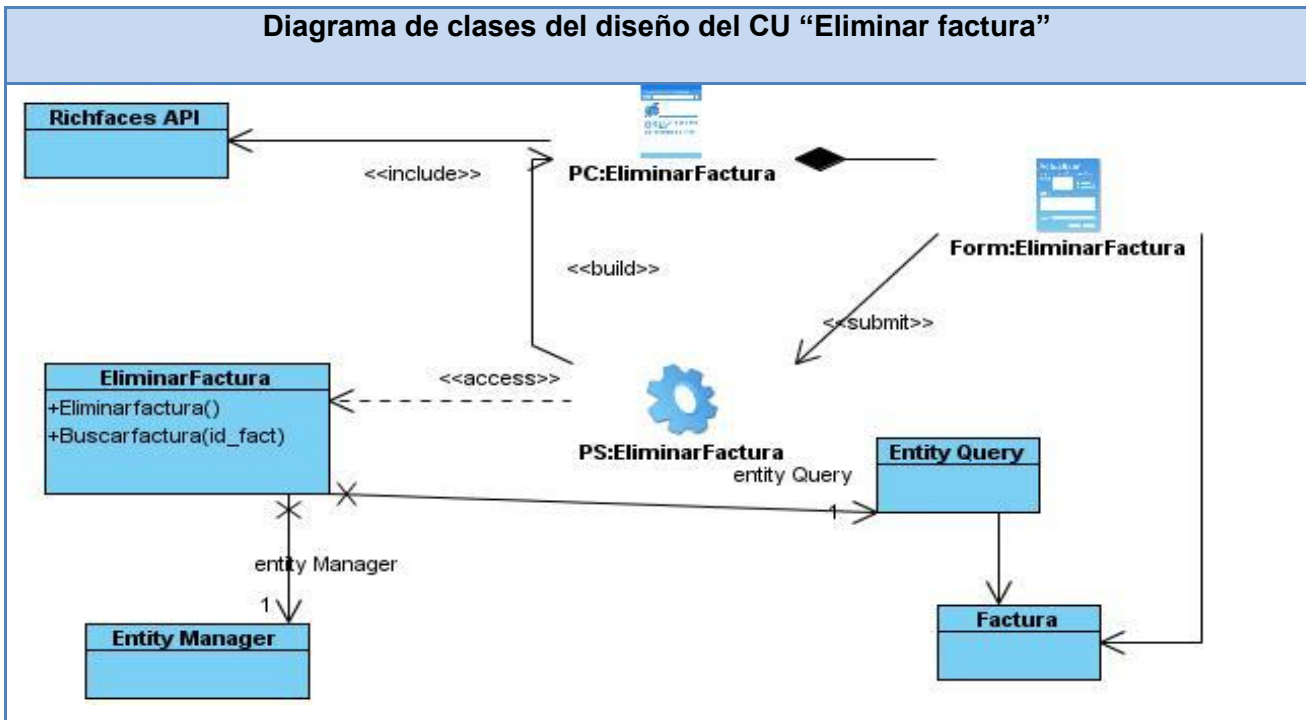 Diagrama de clases del diseño del CU “Eliminar factura”
Richfaces API
<<include>>
PC:EliminarFactura
Form:EliminarFactura
<<build>>
<<submit>>
EliminarFactura
+Eliminarfactura()
+Buscarfactura(id_fact)
<<access>>
PS:EliminarFactura
entity Query
1
Entity Query
entity Manager
1
Entity Manager
Factura